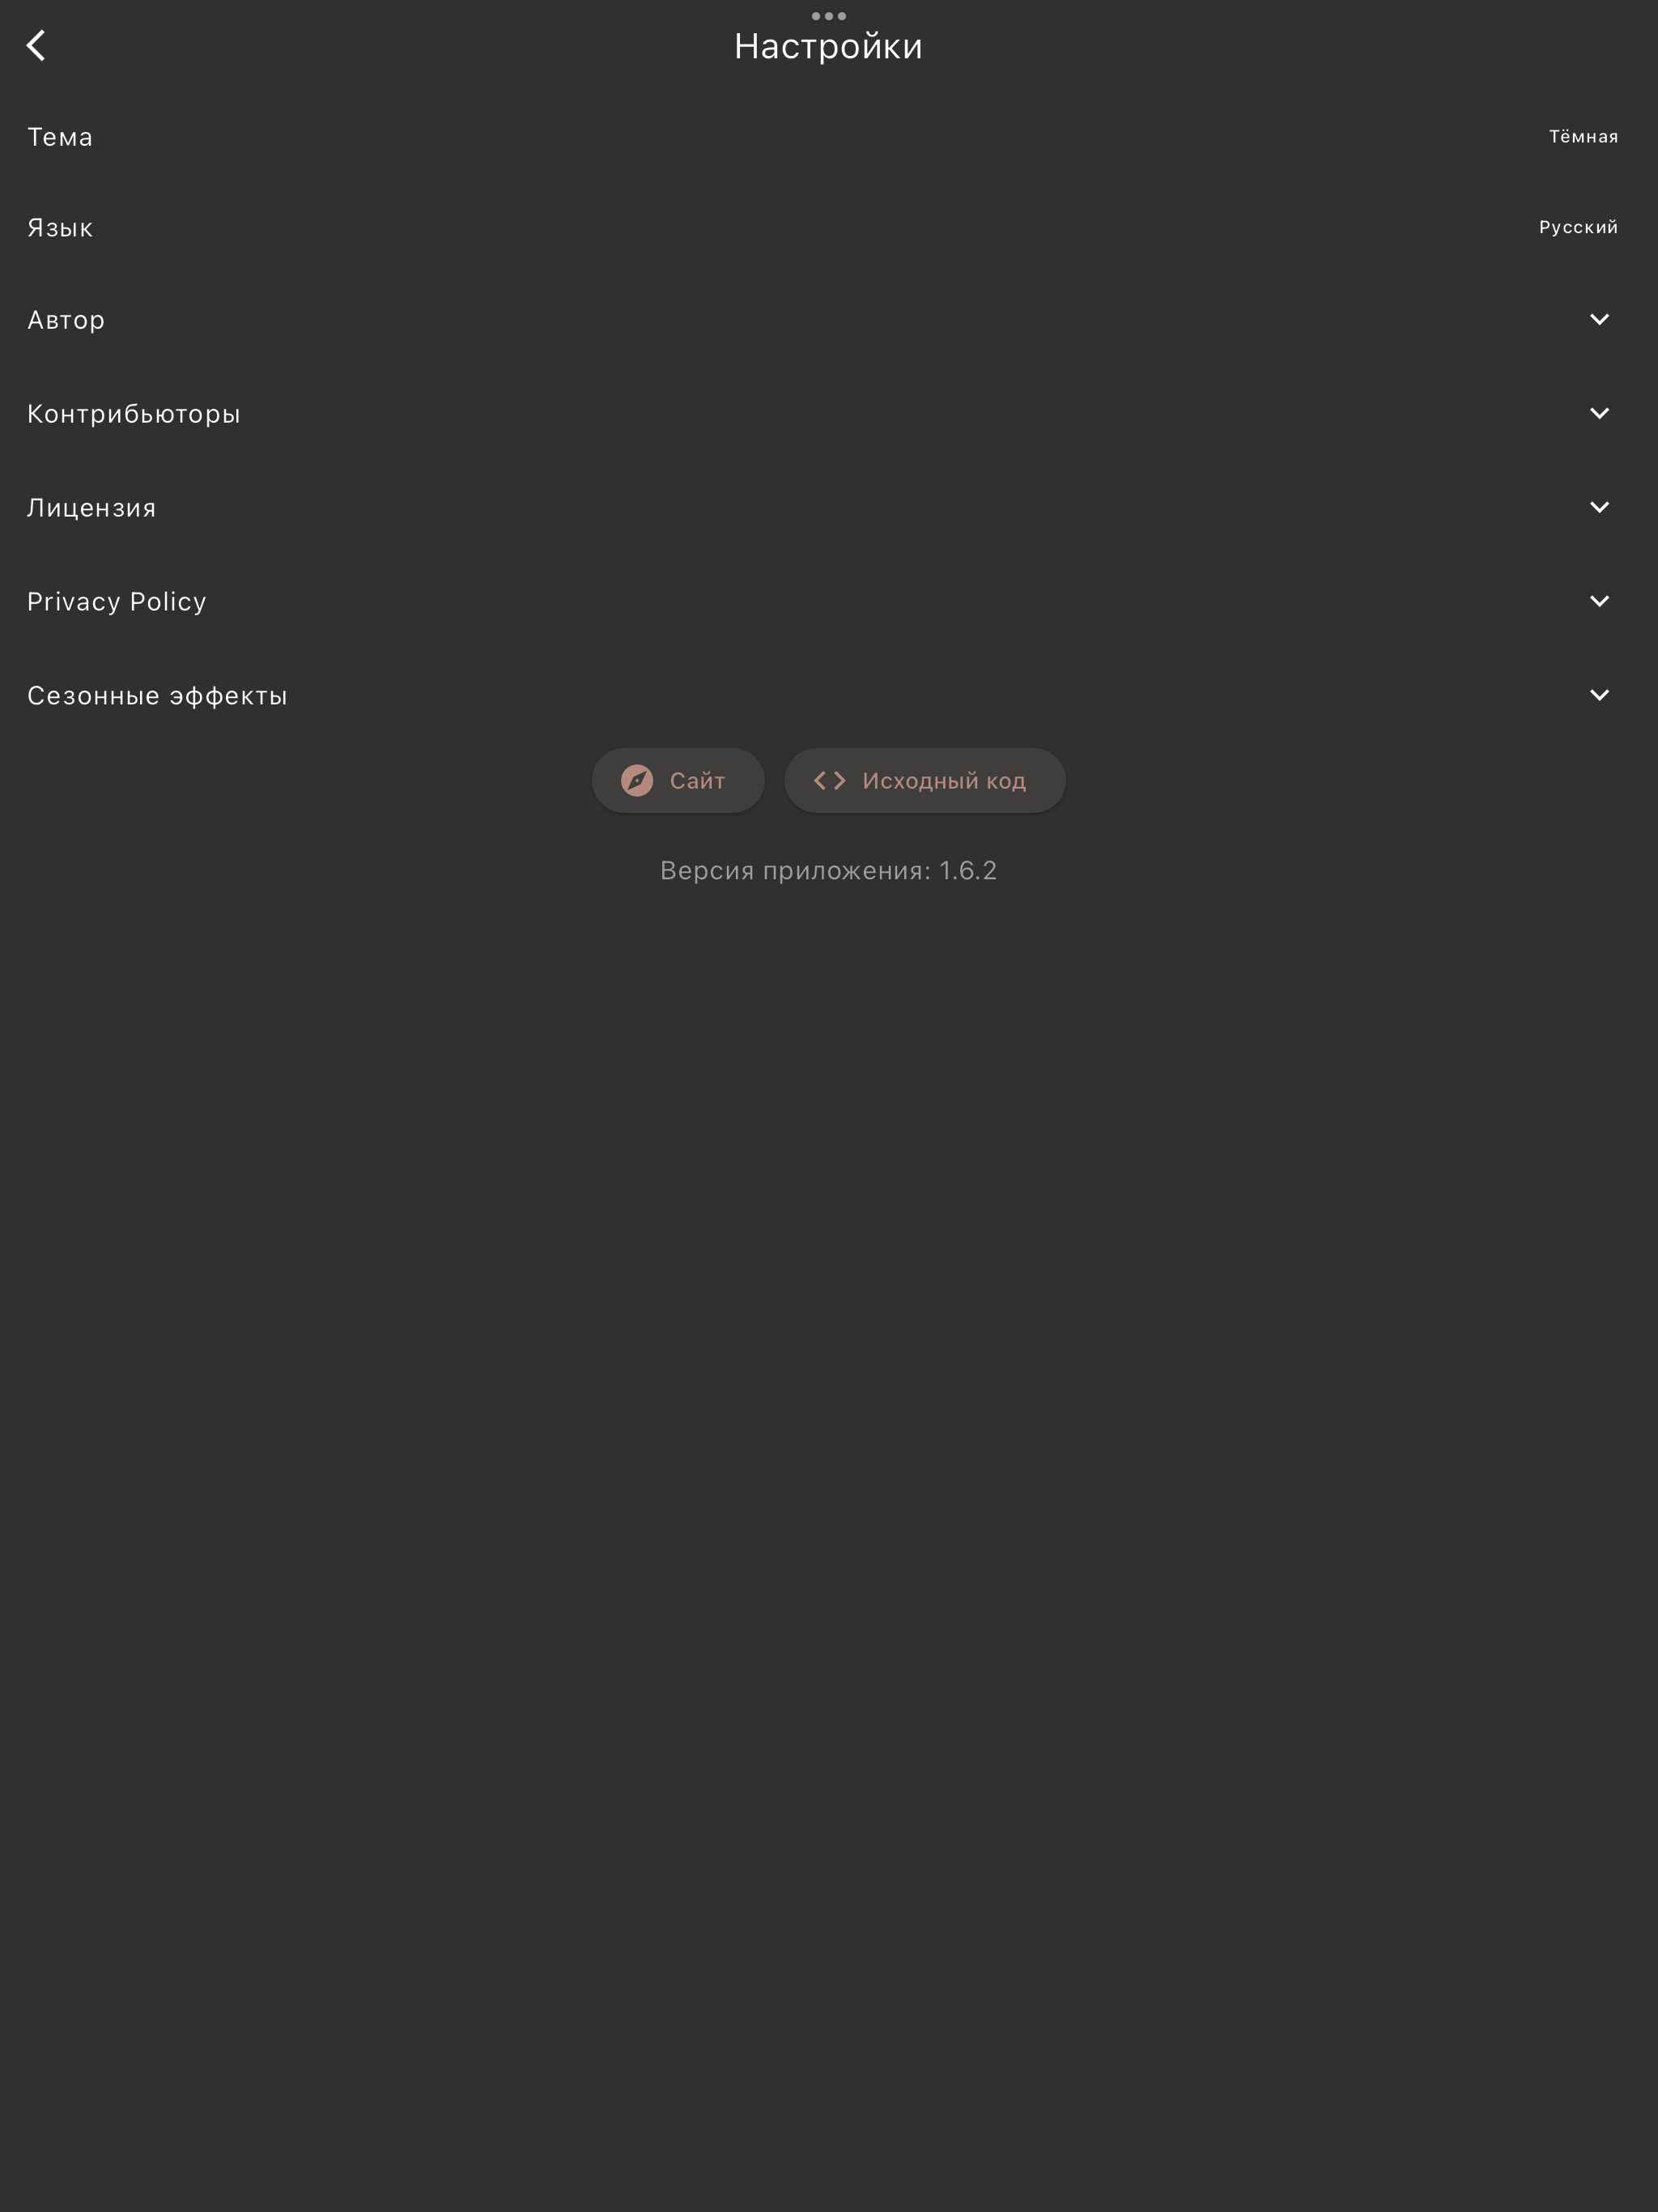 Настройки
Тема
Тёмная
Язык
Русский
Автор
Контрибьюторы
Лицензия
Privacy Policy
Сезонные эффекты
Сайт
Исходный код
Версия приложения: 1.6.2